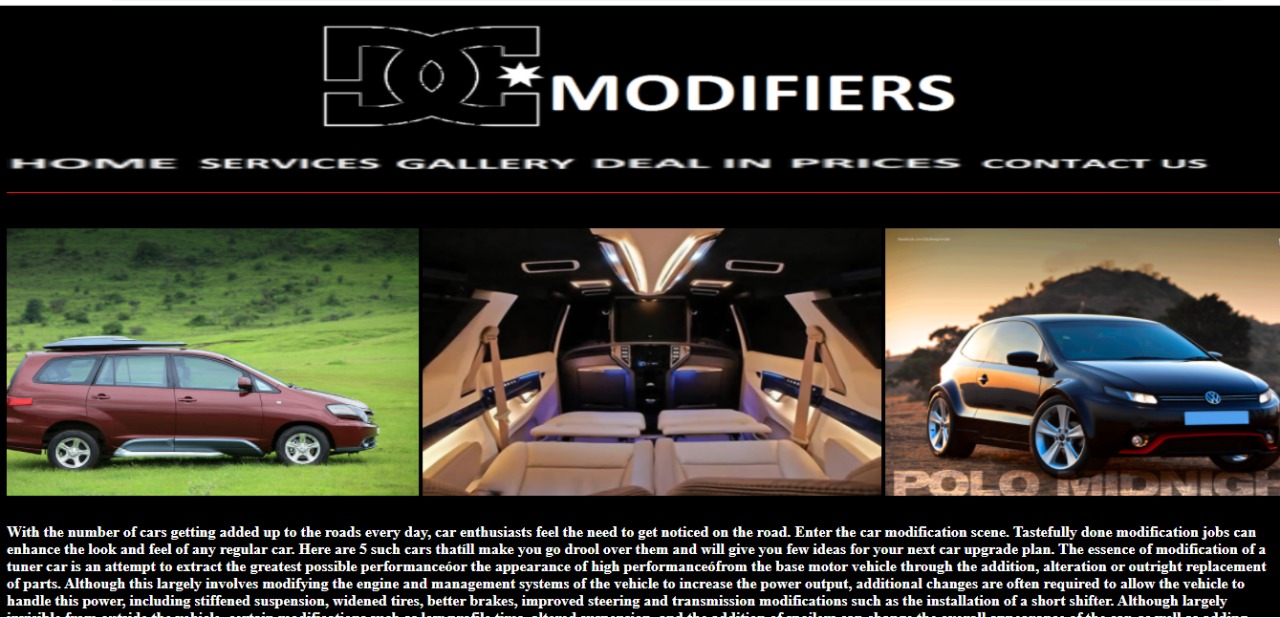 MODIFIERS
HOME SERVICES GALLERY DEAL IN PRICES CONTACT US
POLO MIDNIGH
With the number of cars getting added up to the roads every day, car enthusiasts feel the need to get noticed on the road. Enter the car modification scene. Tastefully done modification jobs can
enhance the look and feel of any regular car. Here are 5 such cars thatíll make you go drool over them and will give you few ideas for your next car upgrade plan. The essence of modification of a
tuner car is an attempt to extract the greatest possible performanceóor the appearance of high performanceófrom the base motor vehicle through the addition, alteration or outright replacement
of parts. Although this largely involves modifying the engine and management systems of the vehicle to increase the power output, additional changes are often required to allow the vehicle to
handle this power, including stiffened suspension, widened tires, better brakes, improved steering and transmission modifications such as the installation of a short shifter. Although largely